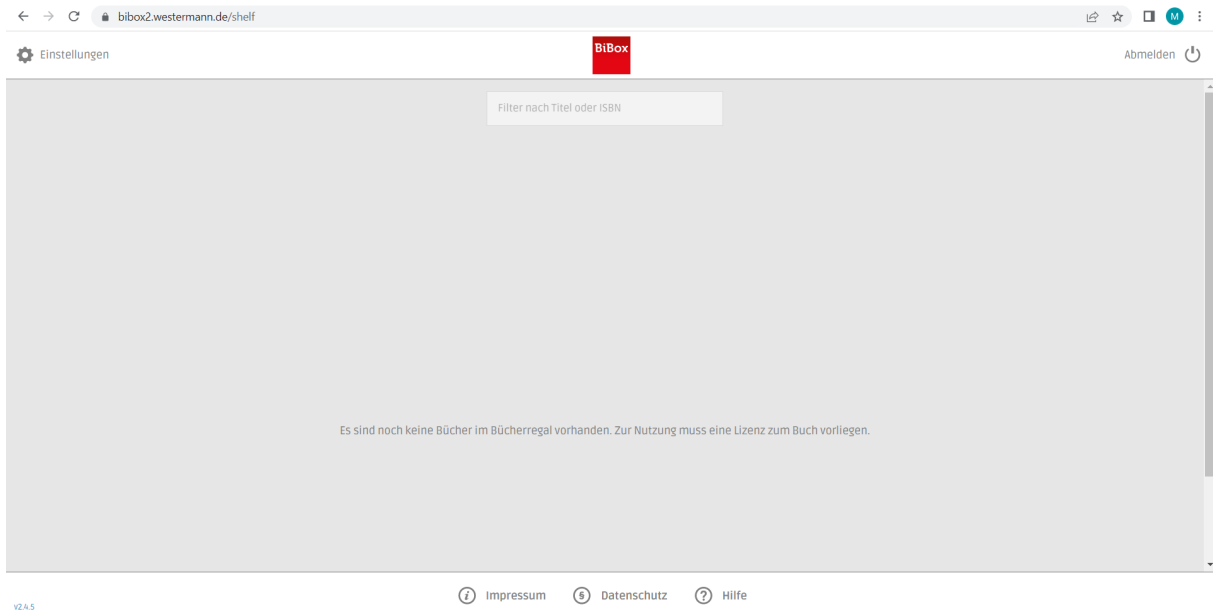 bibox2.westermann.de/shelf
M
Einstellungen
BiBox
Abmelden
Filter nach Titel oder ISBN
Es sind noch keine Bücher im Bücherregal vorhanden. Zur Nutzung muss eine Lizenz zum Buch vorliegen.
i Impressum § Datenschutz ? Hilfe
v2.4.5